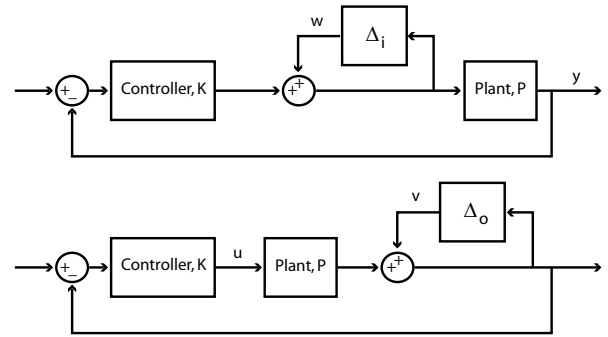 w
Δi
y
+
−
Controller, K
+
+
Plant, P
v
Δo
u
+
−
Controller, K
Plant, P
+
+